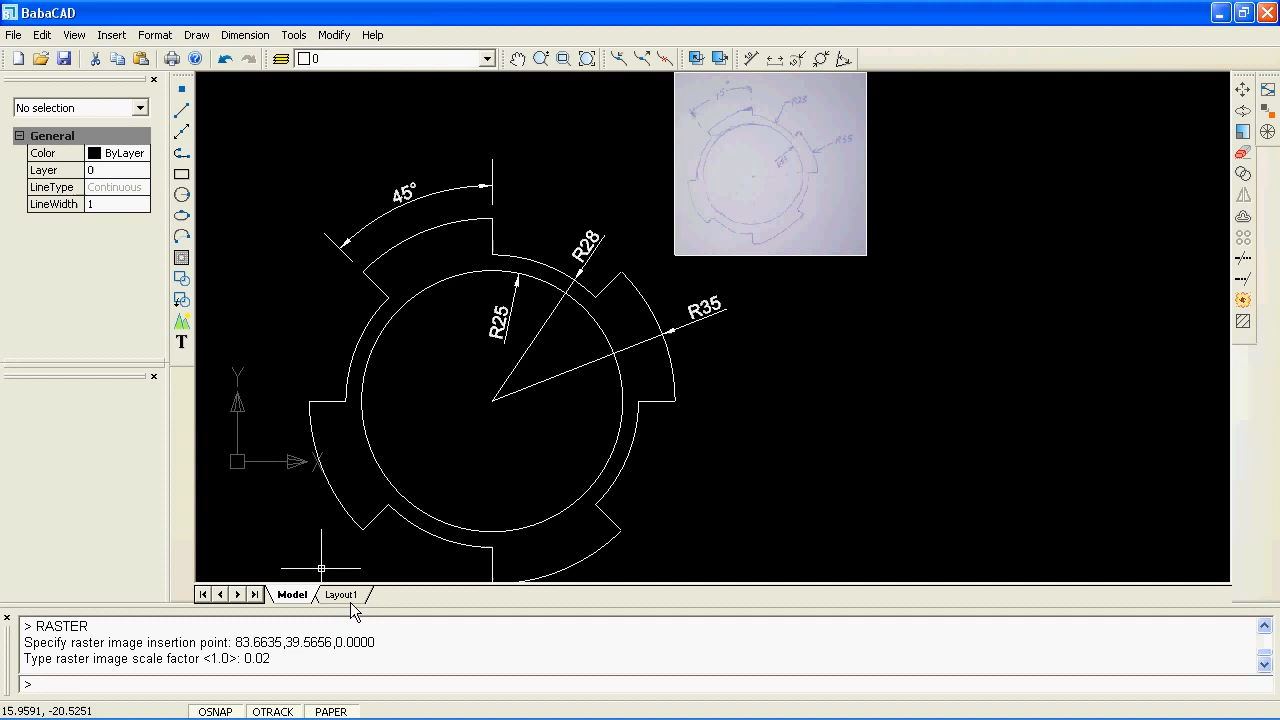 BabaCAD
File Edit View Insert Format Draw Dimension Tools Modify Help
0
No selection
General
Color ByLayer
Layer 0
LineType Continuous
LineWidth 1
T
45°
R28
R35
R25
45°
R28
R35
Y
X
Model Layout1
> RASTER
Specify raster image insertion point: 83.6635,39.5656,0.0000
Type raster image scale factor <1.0>: 0.02
>
15.9591, -20.5251 OSNAP OTRACK PAPER